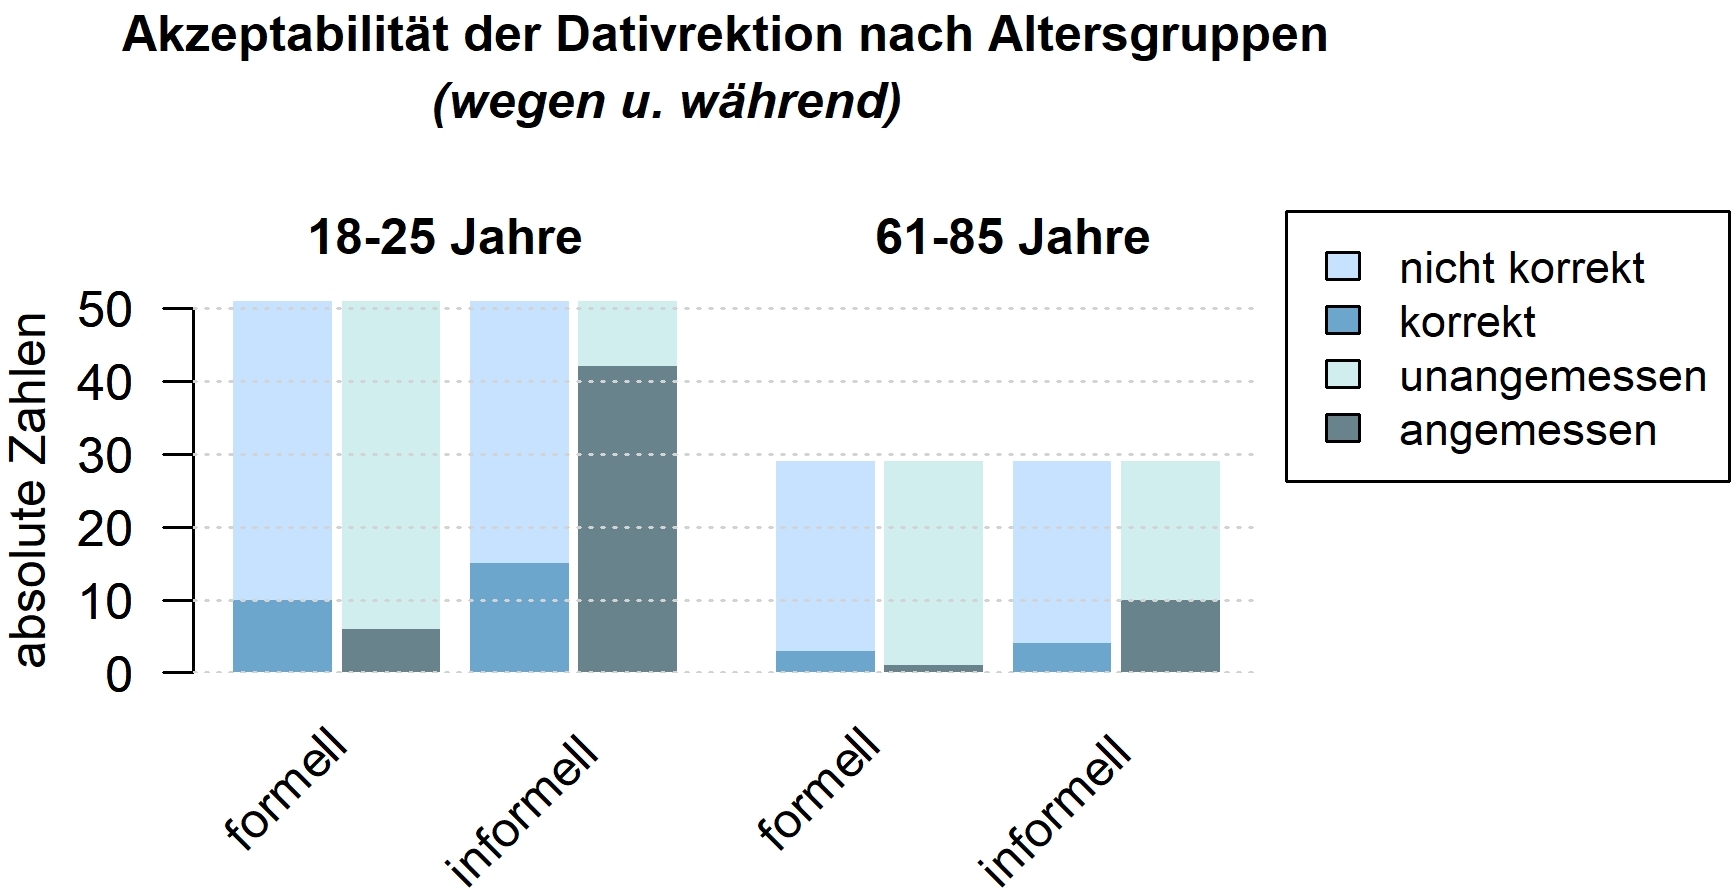 Akzeptabilität der Dativrektion nach Altersgruppen
(wegen u. während)
18-25 Jahre
61-85 Jahre
absolute Zahlen
50
40
30
20
10
0
formell
informell
formell
informell
nicht korrekt
korrekt
unangemessen
angemessen